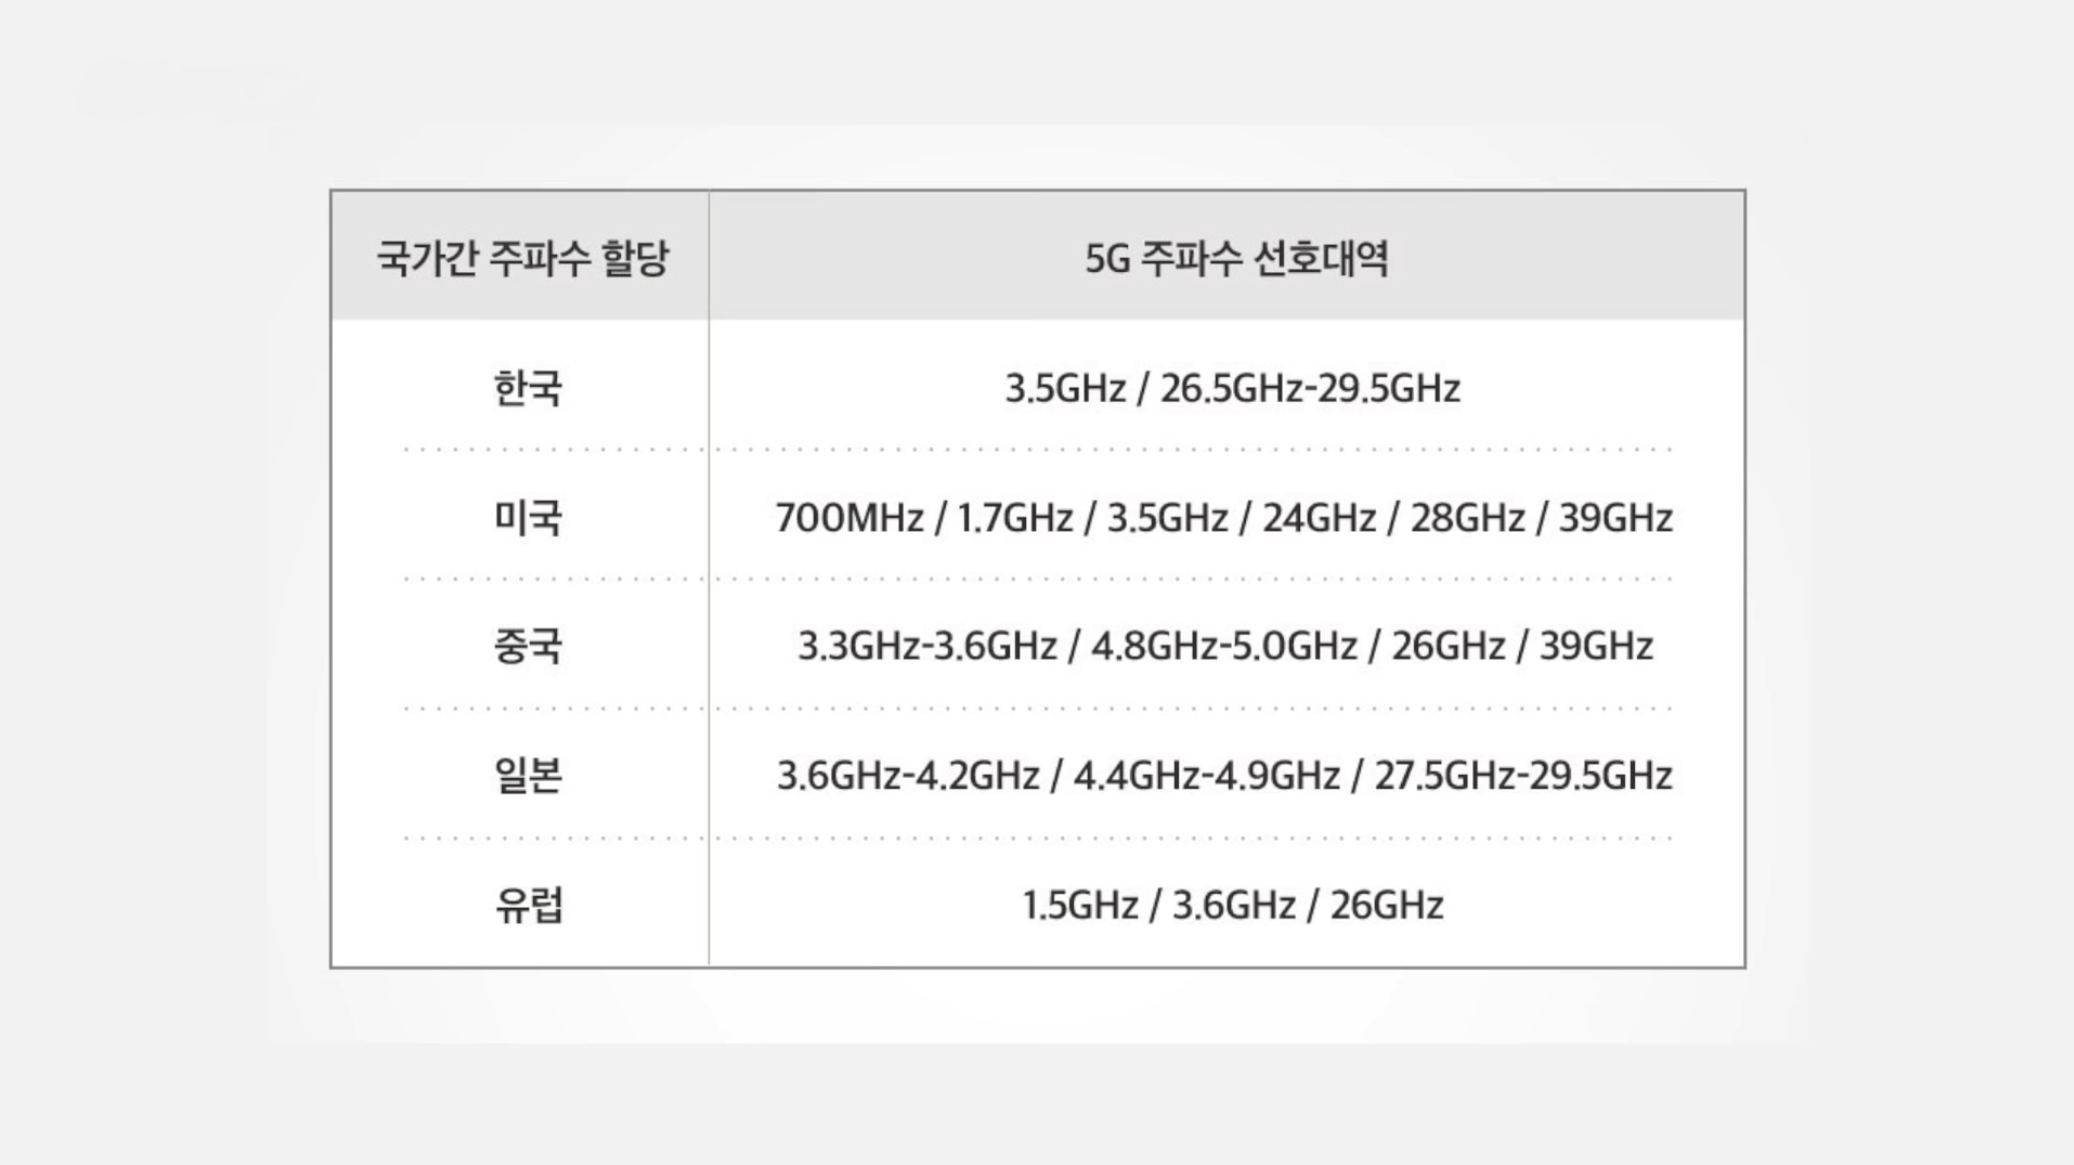 국가간 주파수 할당 5G 주파수 선호대역
한국 3.5GHz / 26.5GHz-29.5GHz
미국 700MHz / 1.7GHz / 3.5GHz / 24GHz / 28GHz / 39GHz
중국 3.3GHz-3.6GHz / 4.8GHz-5.0GHz / 26GHz / 39GHz
일본 3.6GHz-4.2GHz / 4.4GHz-4.9GHz / 27.5GHz-29.5GHz
유럽 1.5GHz / 3.6GHz / 26GHz